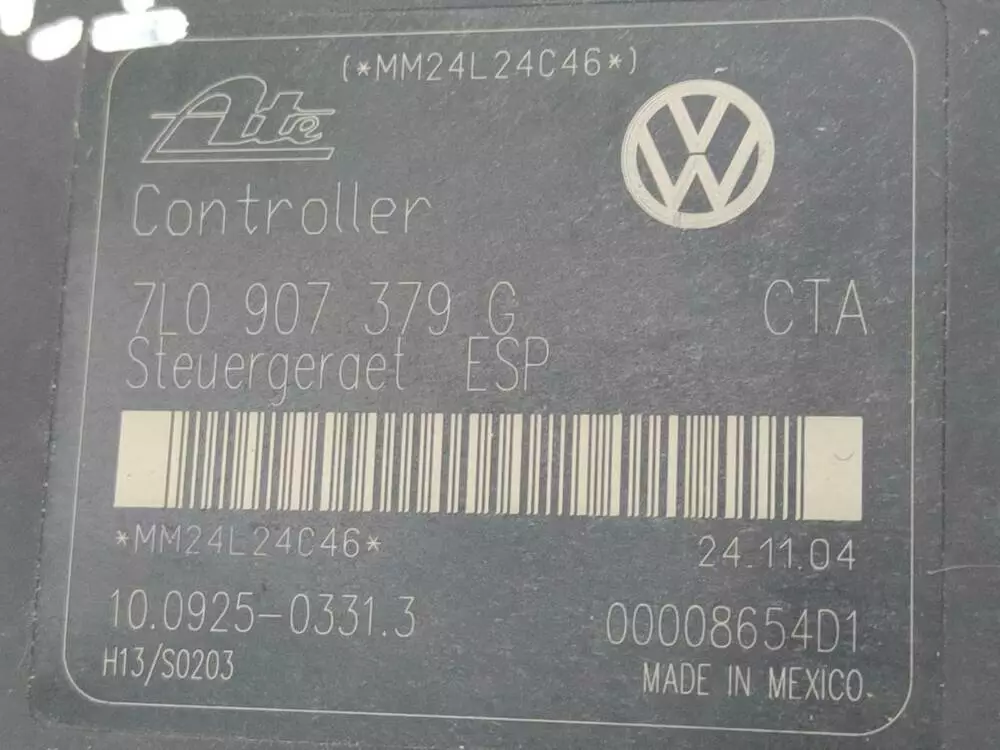 (*MM24L24C46*)
Ate
Controller
7L0 907 379 G CTA
Steuergeraet ESP
*MM24L24C46* 24.11.04
10.0925-0331.3 00008654D1
H13/S0203 MADE IN MEXICO